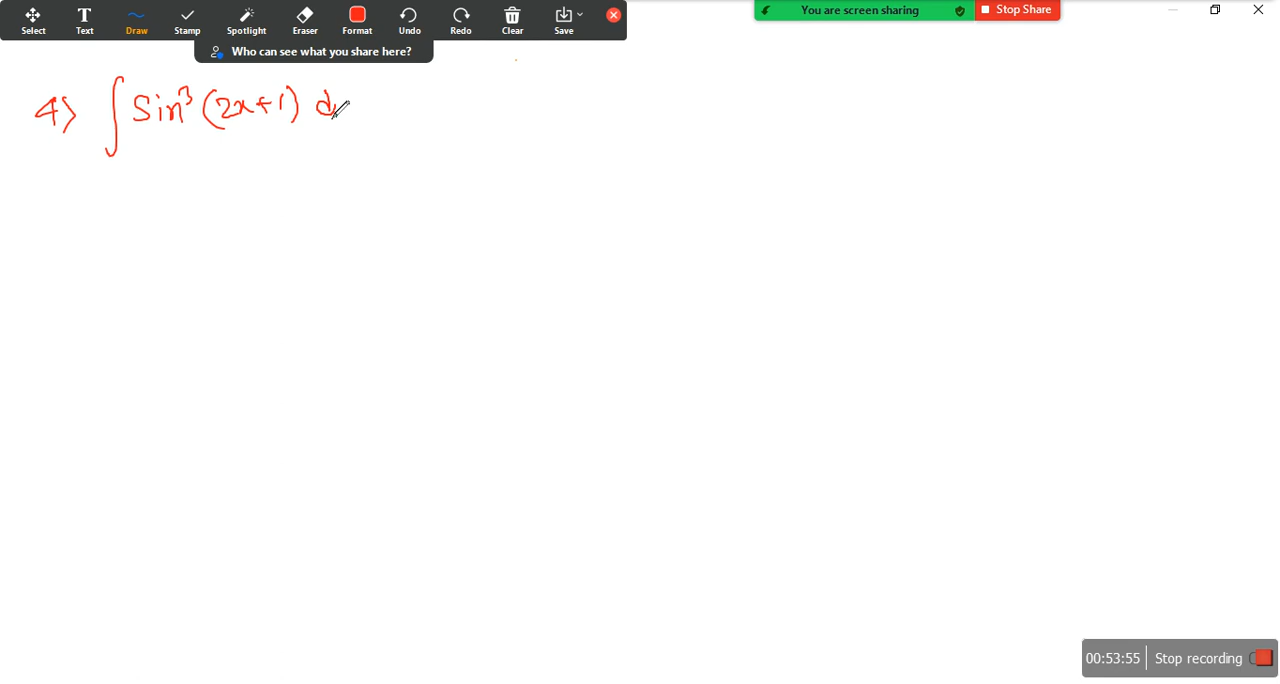 You are screen sharing Stop Share
Select Text Draw Stamp Spotlight Eraser Format Undo Redo Clear Save
Who can see what you share here?
4) ∫ Sin³ (2x+1) d
00:53:55 Stop recording